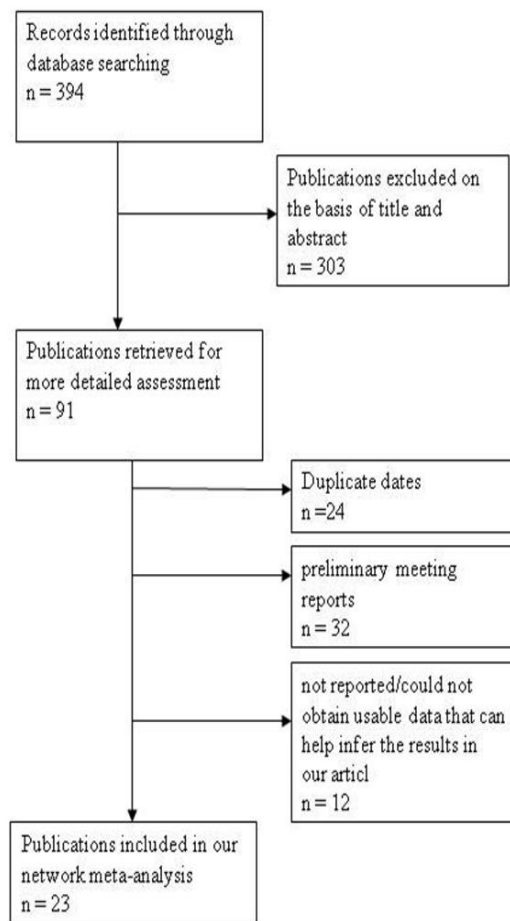 Records identified through
database searching
n = 394
Publications excluded on
the basis of title and
abstract
n = 303
Publications retrieved for
more detailed assessment
n = 91
Duplicate dates
n =24
preliminary meeting
reports
n = 32
not reported/could not
obtain usable data that can
help infer the results in
our articl
n = 12
Publications included in our
network meta-analysis
n = 23